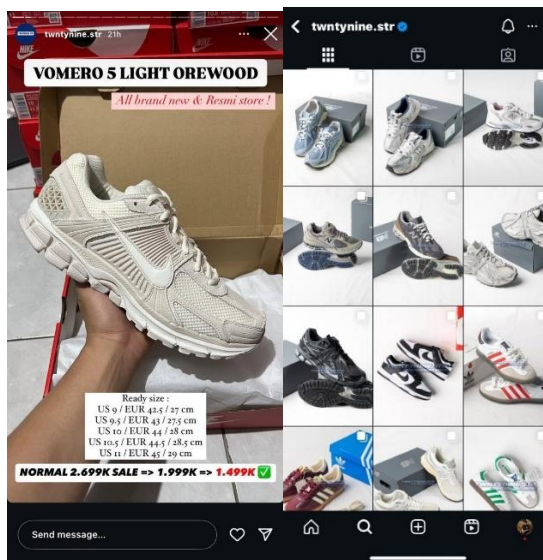 twntynine.str 21h
VOMERO 5 LIGHT OREWOOD
All brand new & Resmi store !
Ready size :
US 9 / EUR 42.5 / 27 cm
US 9.5 / EUR 43 / 27.5 cm
US 10 / EUR 44 / 28 cm
US 10.5 / EUR 44.5 / 28.5 cm
US 11 / EUR 45 / 29 cm
NORMAL 2.699K SALE => 1.999K => 1.499K ✅
Send message...
twntynine.str